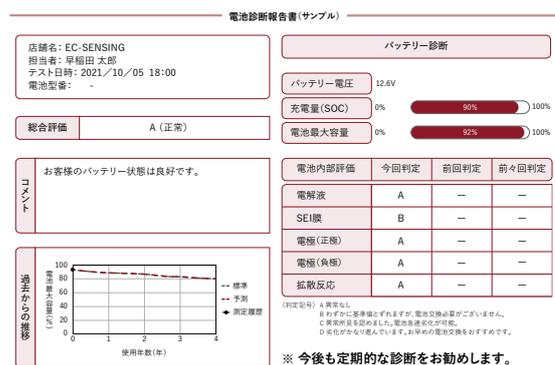 電池診断報告書(サンプル)
店舗名: EC-SENSING
担当者: 早稲田 太郎
テスト日時: 2021/10/05 18:00
電池型番: -
総合評価 A (正常)
コメント
お客様のバッテリー状態は良好です。
過去からの推移
電池最大容量(%)
100
80
60
40
20
0
0 1 2 3 4
使用年数(年)
標準
予測
測定履歴
バッテリー診断
バッテリー電圧 12.6V
充電量(SOC) 0% 90% 100%
電池最大容量 0% 92% 100%
電池内部評価 今回判定 前回判定 前々回判定
電解液 A — —
SEI膜 B — —
電極(正極) A — —
電極(負極) A — —
拡散反応 A — —
(判定記号) A 異常なし
B わずかに基準値とずれますが、電池交換必要がございません。
C 異常所見を認めました。電池急速劣化が可能。
D 劣化がかなり進んでいます。お早めの電池交換をおすすめです。
※ 今後も定期的な診断をお勧めします。